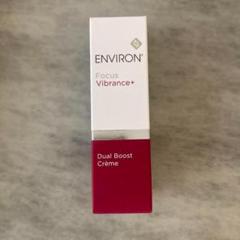 ENVIRON®
Focus
Vibrance+
Dual Boost
Crème